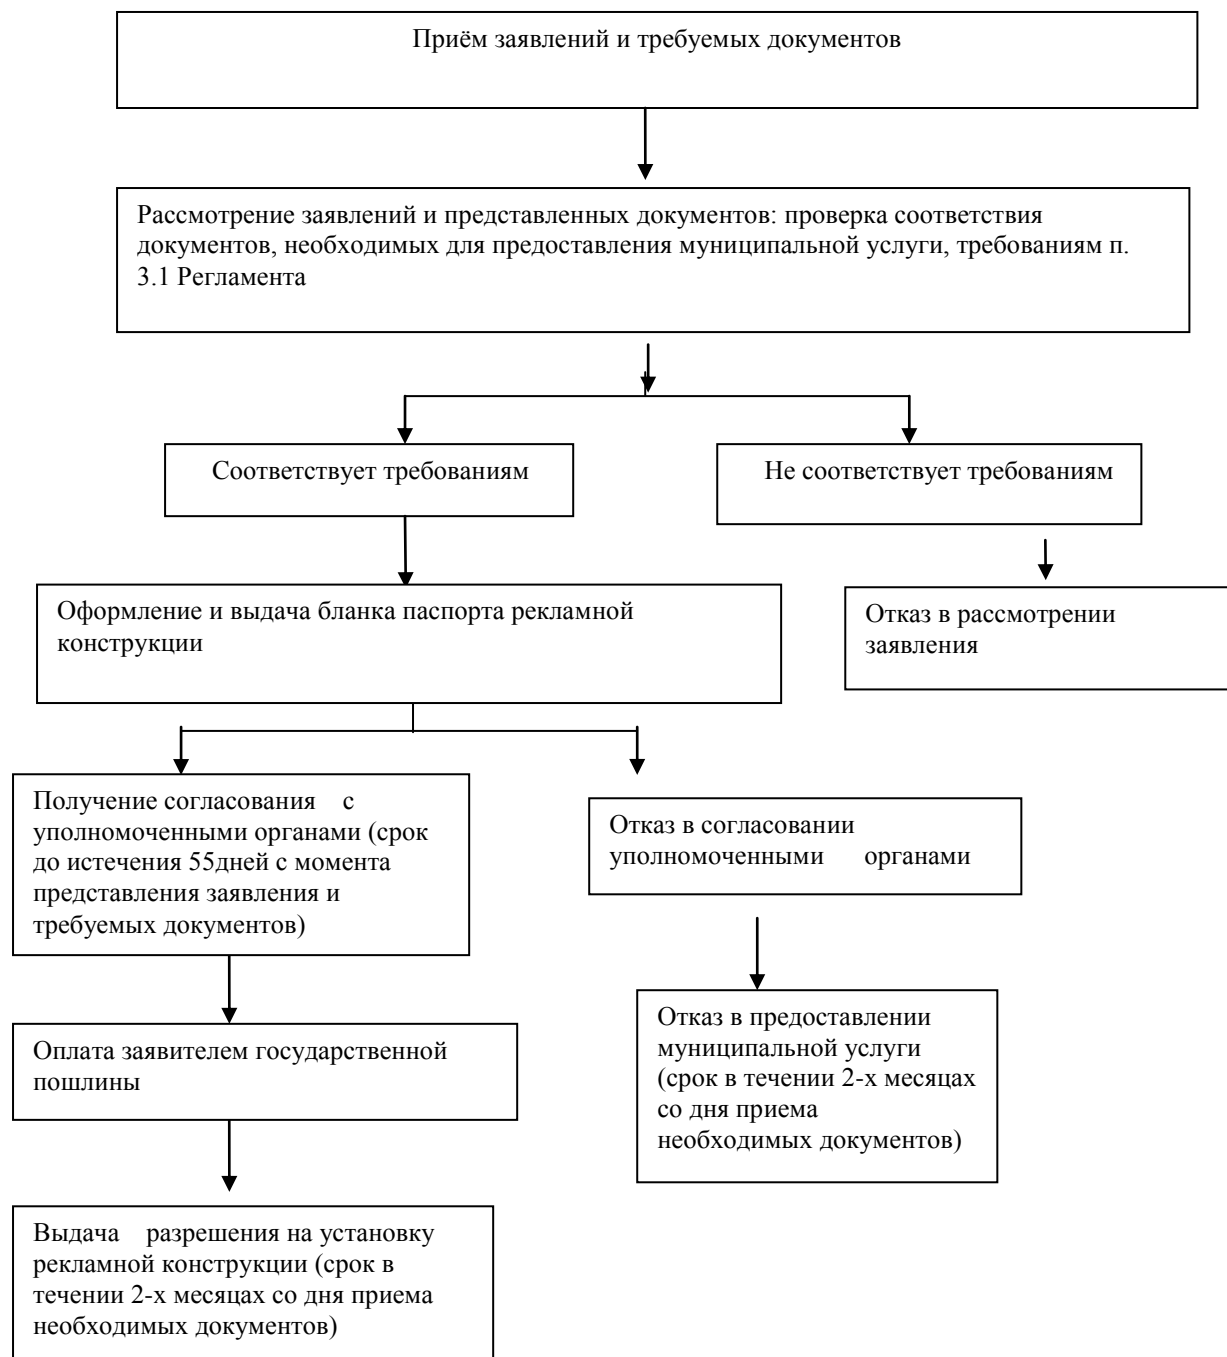 Приём заявлений и требуемых документов
Рассмотрение заявлений и представленных документов: проверка соответствия
документов, необходимых для предоставления муниципальной услуги, требованиям п.
3.1 Регламента
Соответствует требованиям
Не соответствует требованиям
Оформление и выдача бланка паспорта рекламной
конструкции
Отказ в рассмотрении
заявления
Получение согласования с
уполномоченными органами (срок
до истечения 55дней с момента
представления заявления и
требуемых документов)
Отказ в согласовании
уполномоченными органами
Оплата заявителем государственной
пошлины
Отказ в предоставлении
муниципальной услуги
(срок в течении 2-х месяцах
со дня приема
необходимых документов)
Выдача разрешения на установку
рекламной конструкции (срок в
течении 2-х месяцах со дня приема
необходимых документов)